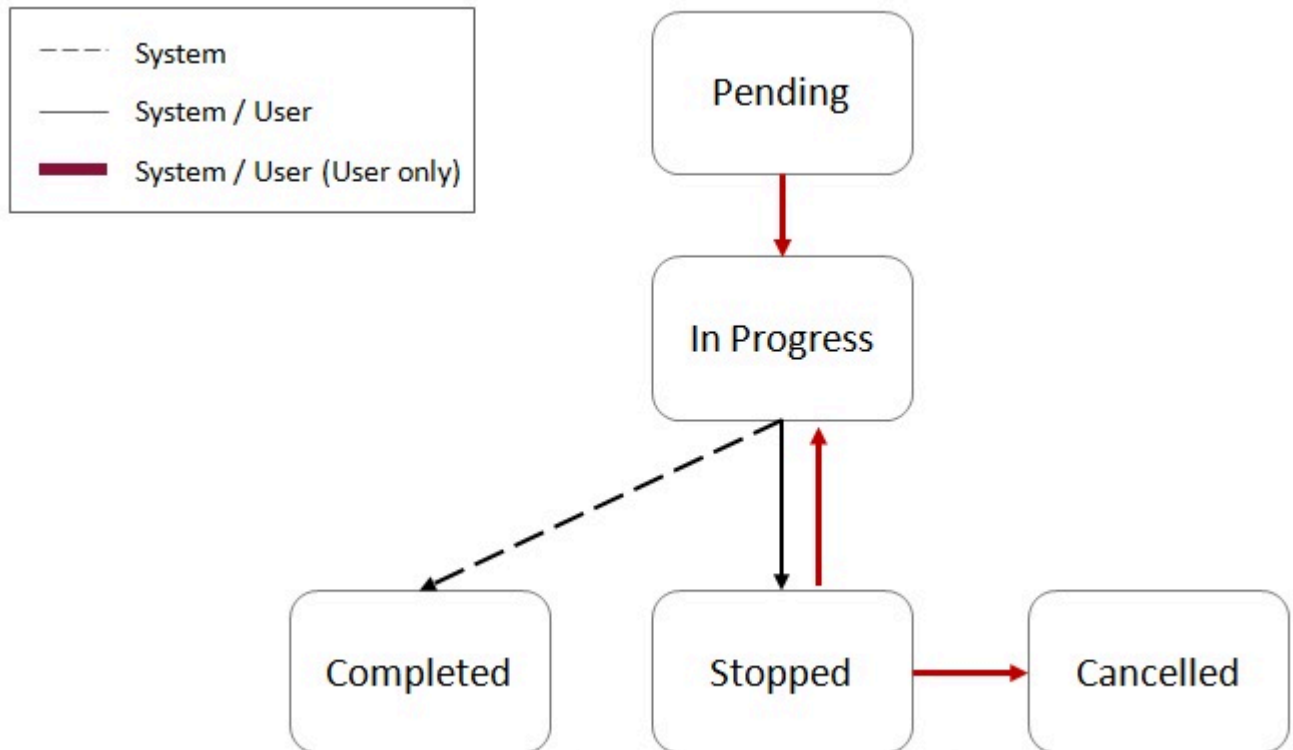 System
System / User
System / User (User only)
Pending
In Progress
Completed
Stopped
Cancelled